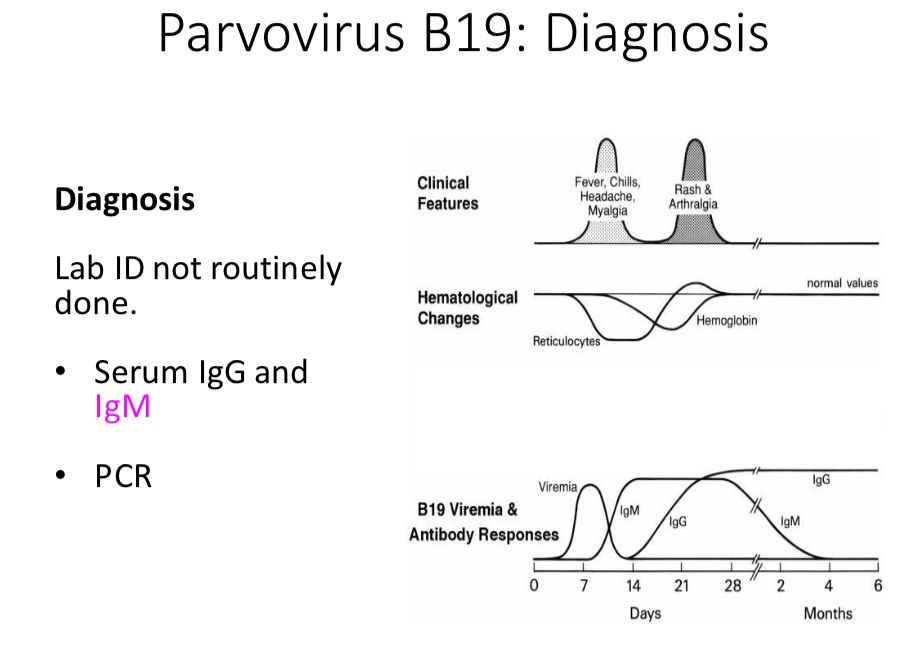 Parvovirus B19: Diagnosis
Diagnosis
Lab ID not routinely
done.
• Serum IgG and
IgM
• PCR
Clinical
Features
Fever, Chills,
Headache,
Myalgia
Rash &
Arthralgia
Hematological
Changes
normal values
Hemoglobin
Reticulocytes
B19 Viremia &
Antibody Responses
Viremia
IgM
IgG
IgG
IgM
0 7 14 21 28 2 4 6
Days Months